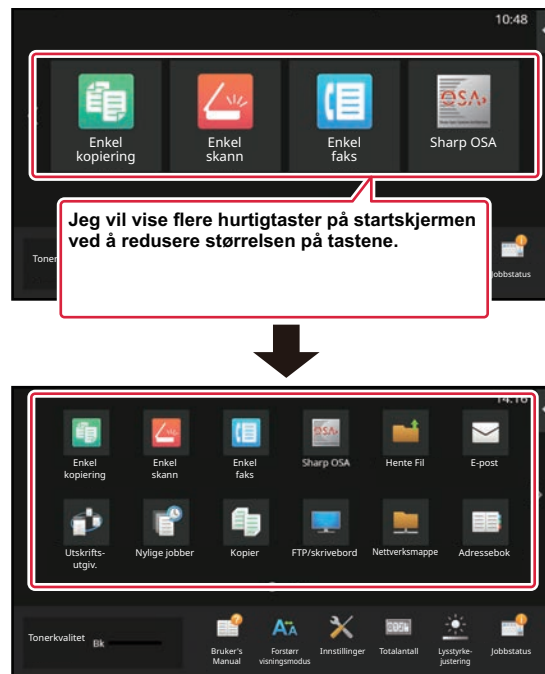 10:48
Enkel
kopiering
Enkel
skann
Enkel
faks
OSA
Sharp OSA
Jeg vil vise flere hurtigtaster på startskjermen
ved å redusere størrelsen på tastene.
Toner
Jobbstatus
14:16
Enkel
kopiering
Enkel
skann
Enkel
faks
OSA
Sharp OSA
Hente Fil
E-post
Utskrifts-
utgiv.
Nylige jobber
Kopier
FTP/skrivebord
Nettverksmappe
Adressebok
Tonerkvalitet
Bk
Bruker's
Manual
Forstørr
visningsmodus
Innstillinger
Totalantall
Lysstyrke-
justering
Jobbstatus